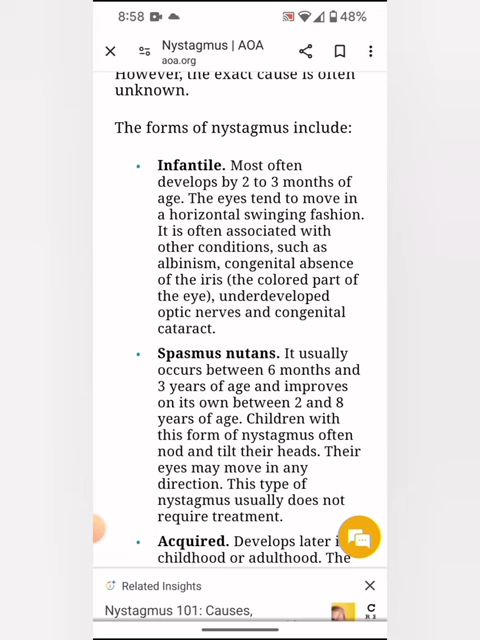 8:58
48%
Nystagmus | AOA
aoa.org
However, the exact cause is often
unknown.
The forms of nystagmus include:
• Infantile. Most often
develops by 2 to 3 months of
age. The eyes tend to move in
a horizontal swinging fashion.
It is often associated with
other conditions, such as
albinism, congenital absence
of the iris (the colored part of
the eye), underdeveloped
optic nerves and congenital
cataract.
• Spasmus nutans. It usually
occurs between 6 months and
3 years of age and improves
on its own between 2 and 8
years of age. Children with
this form of nystagmus often
nod and tilt their heads. Their
eyes may move in any
direction. This type of
nystagmus usually does not
require treatment.
• Acquired. Develops later
childhood or adulthood. The
Related Insights
Nystagmus 101: Causes,